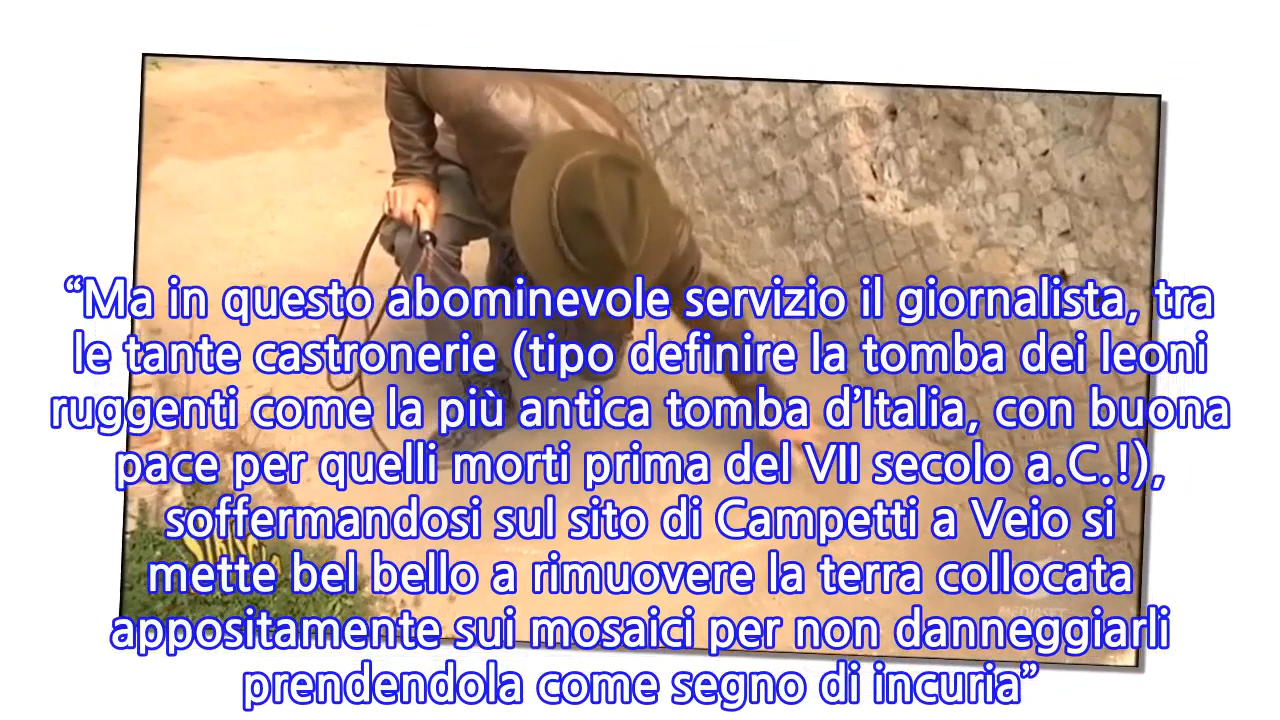 “Ma in questo abominevole servizio il giornalista, tra
le tante castronerie (tipo definire la tomba dei leoni
ruggenti come la più antica tomba d’Italia, con buona
pace per quelli morti prima del VII secolo a.C.!),
soffermandosi sul sito di Campetti a Veio si
mette bel bello a rimuovere la terra collocata
appositamente sui mosaici per non danneggiarli
prendendola come segno di incuria”
MEDIASET